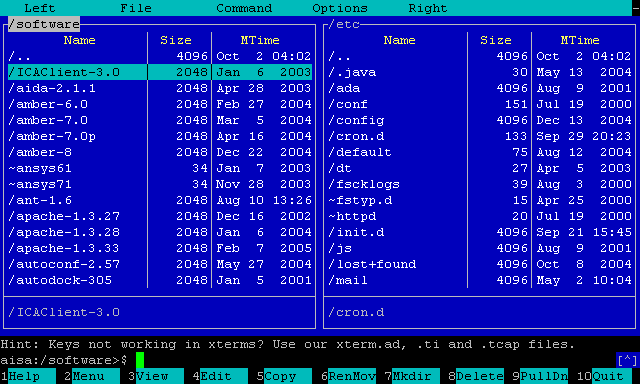 Left File Command Options Right
/software /etc
Name Size MTime Name Size MTime
/.. 4096 Oct 2 04:02 /.. 4096 Oct 2 04:02
/ICAClient-3.0 2048 Jan 6 2003 /.java 30 May 13 2004
/aida-2.1.1 2048 Apr 28 2003 /ada 4096 Aug 9 2001
/amber-6.0 2048 Feb 27 2004 /conf 151 Jul 19 2000
/amber-7.0 2048 Mar 5 2004 /config 4096 Dec 13 2004
/amber-7.0p 2048 Apr 16 2004 /cron.d 133 Sep 29 20:23
/amber-8 2048 Dec 22 2004 /default 75 Aug 12 2004
~ansys61 34 Jan 7 2003 /dt 27 Apr 5 2003
~ansys71 34 Nov 28 2003 /fscklogs 39 Aug 3 2000
/ant-1.6 2048 Aug 10 13:26 ~fstyp.d 15 Apr 25 2000
/apache-1.3.27 2048 Dec 16 2002 ~httpd 20 Jul 19 2000
/apache-1.3.28 2048 Jan 6 2004 /init.d 4096 Sep 21 15:45
/apache-1.3.33 2048 Feb 7 2005 /js 4096 Aug 9 2001
/autoconf-2.57 2048 May 27 2004 /lost+found 4096 Oct 8 2004
/autodock-305 2048 Jan 5 2001 /mail 4096 May 2 10:04
/ICAClient-3.0 /cron.d
Hint: Keys not working in xterms? Use our xterm.ad, .ti and .tcap files.
aisa:/software>$ [^]
1Help 2Menu 3View 4Edit 5Copy 6RenMov 7Mkdir 8Delete 9PullDn 10Quit